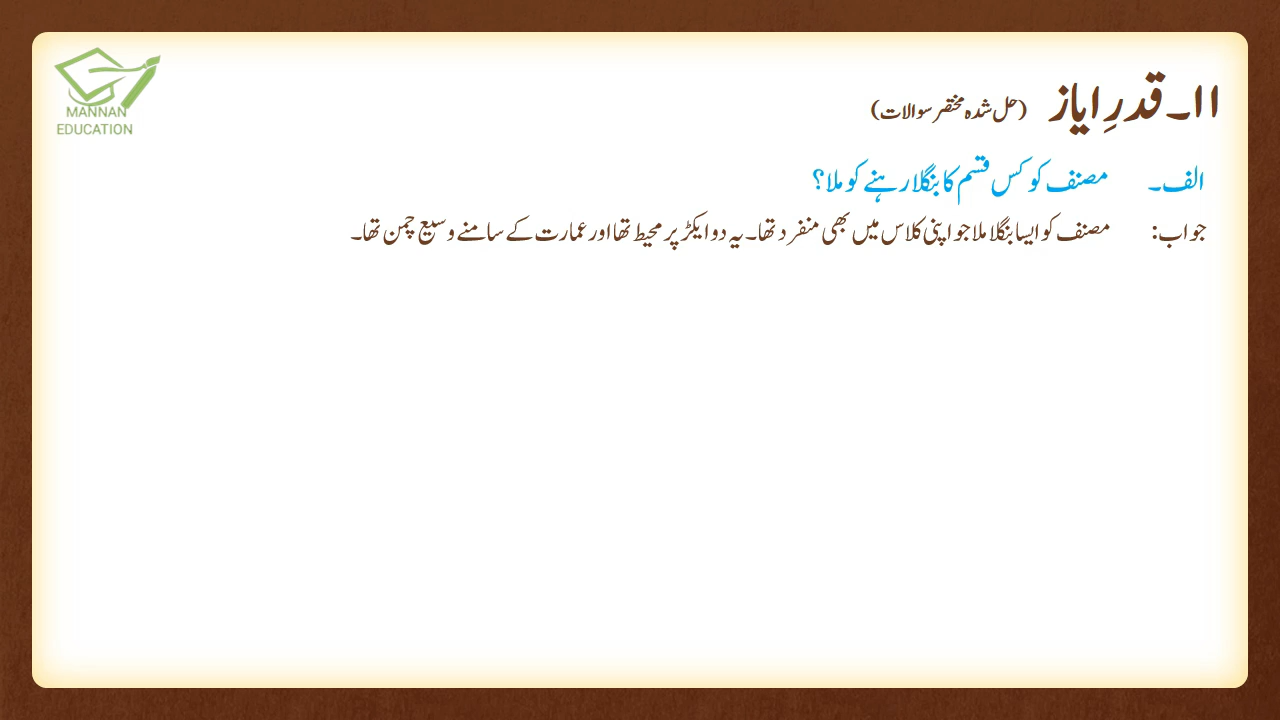 MANNAN
EDUCATION
۱۱۔ قدرِ ایاز (حل شدہ مختصر سوالات)
الف۔ مصنف کو کس قسم کا بنگلا رہنے کو ملا؟
جواب: مصنف کو ایسا بنگلا ملا جو اپنی کلاس میں بھی منفرد تھا۔ یہ دو ایکڑ پر محیط تھا اور عمارت کے سامنے وسیع چمن تھا۔